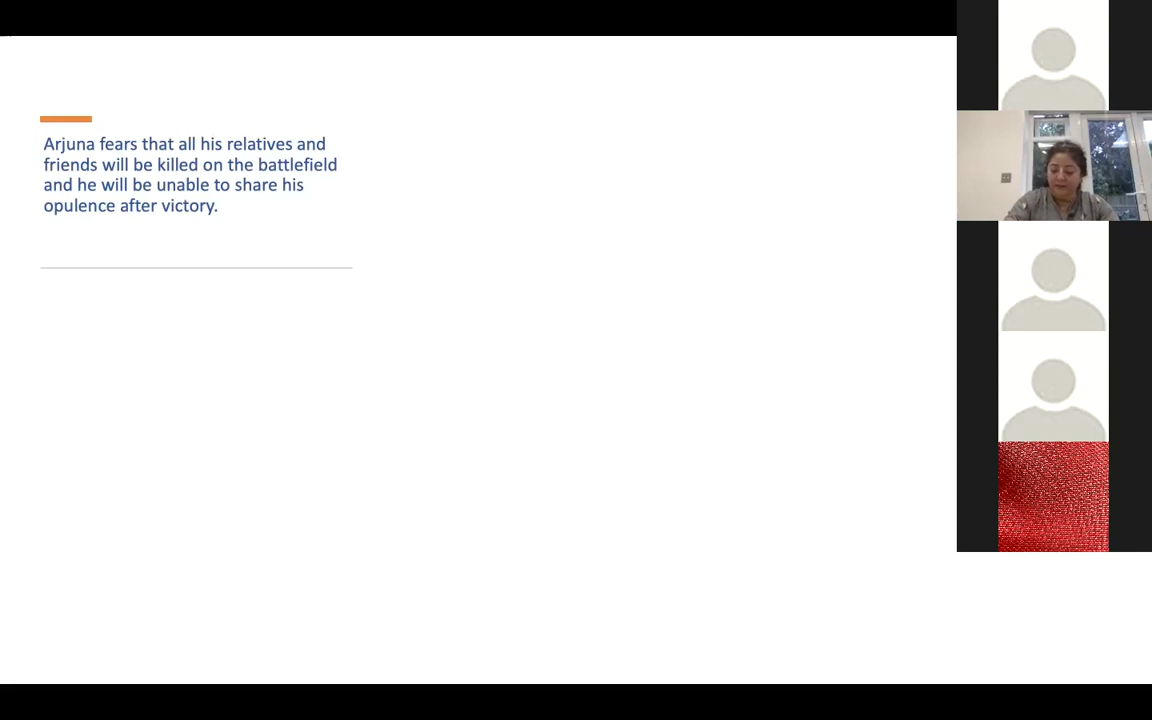 Arjuna fears that all his relatives and
friends will be killed on the battlefield
and he will be unable to share his
opulence after victory.